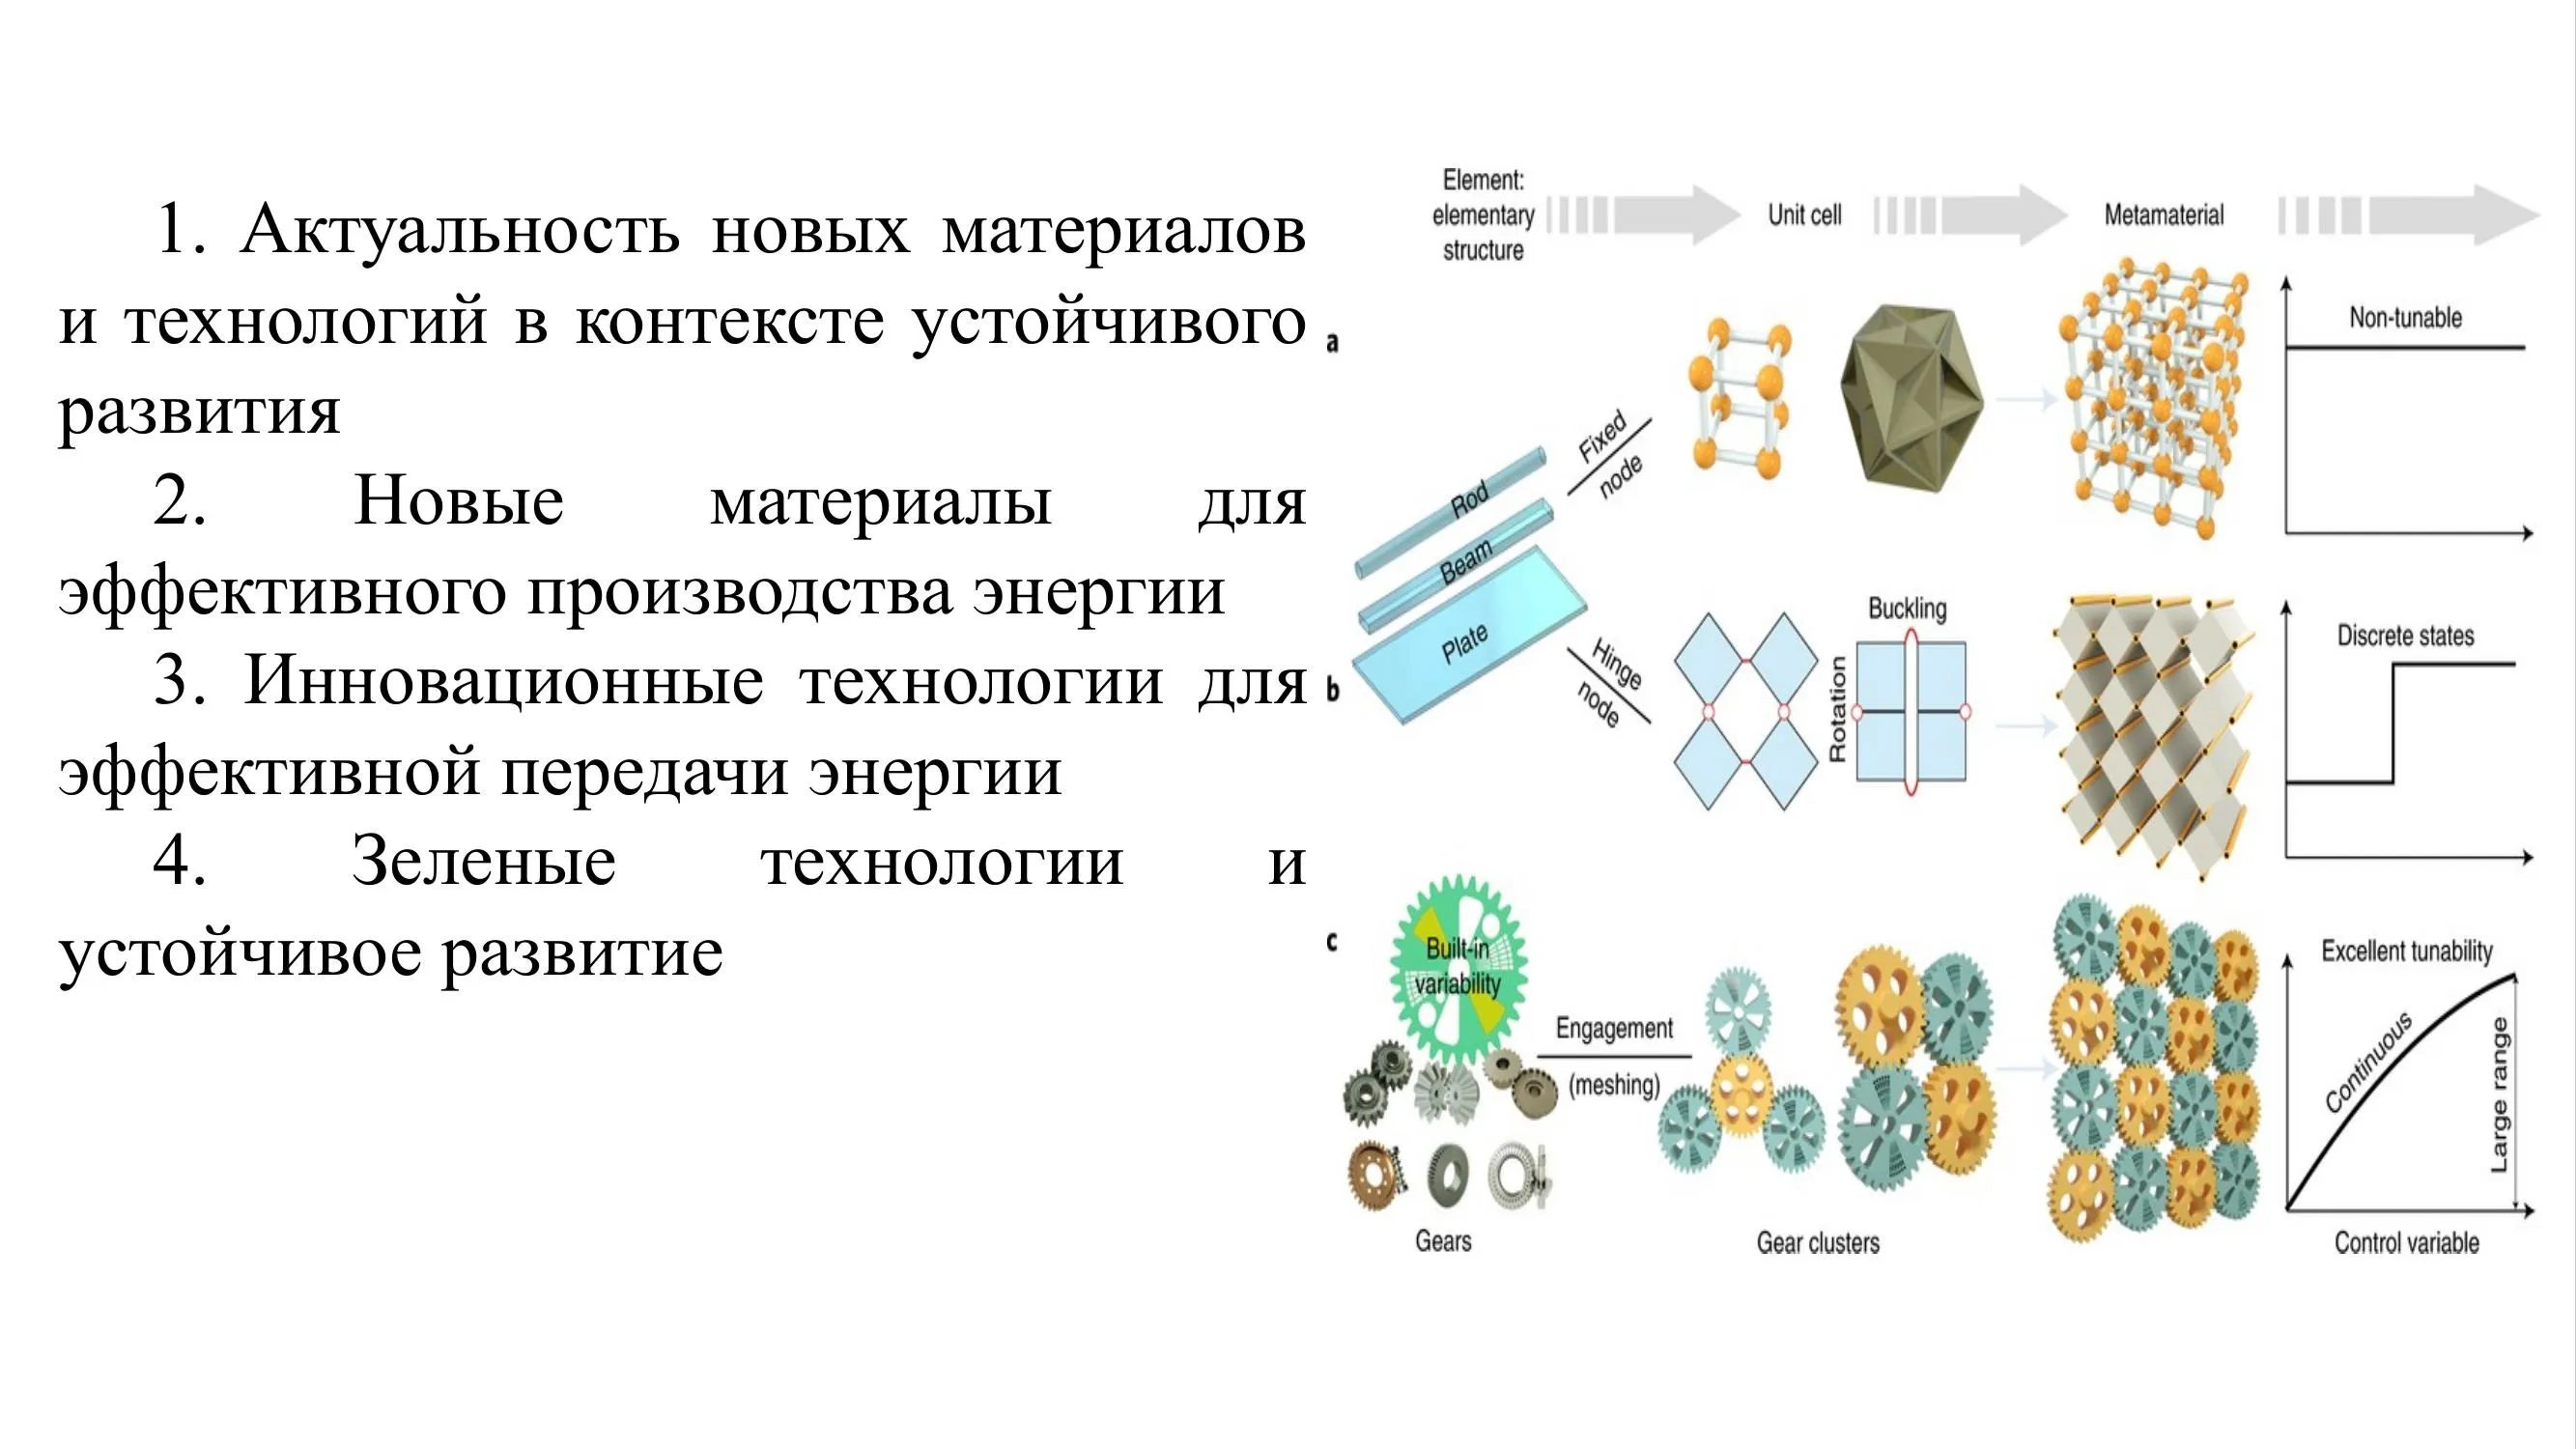 1. Актуальность новых материалов
и технологий в контексте устойчивого
развития
2. Новые материалы для
эффективного производства энергии
3. Инновационные технологии для
эффективной передачи энергии
4. Зеленые технологии и
устойчивое развитие
Element:
elementary
structure
Unit cell
Metamaterial
a
Rod
Beam
Plate
Fixed
node
Non-tunable
b
Hinge
node
Buckling
Rotation
Discrete states
c
Built-in
variability
Engagement
(meshing)
Gears
Gear clusters
Excellent tunability
Continuous
Large range
Control variable